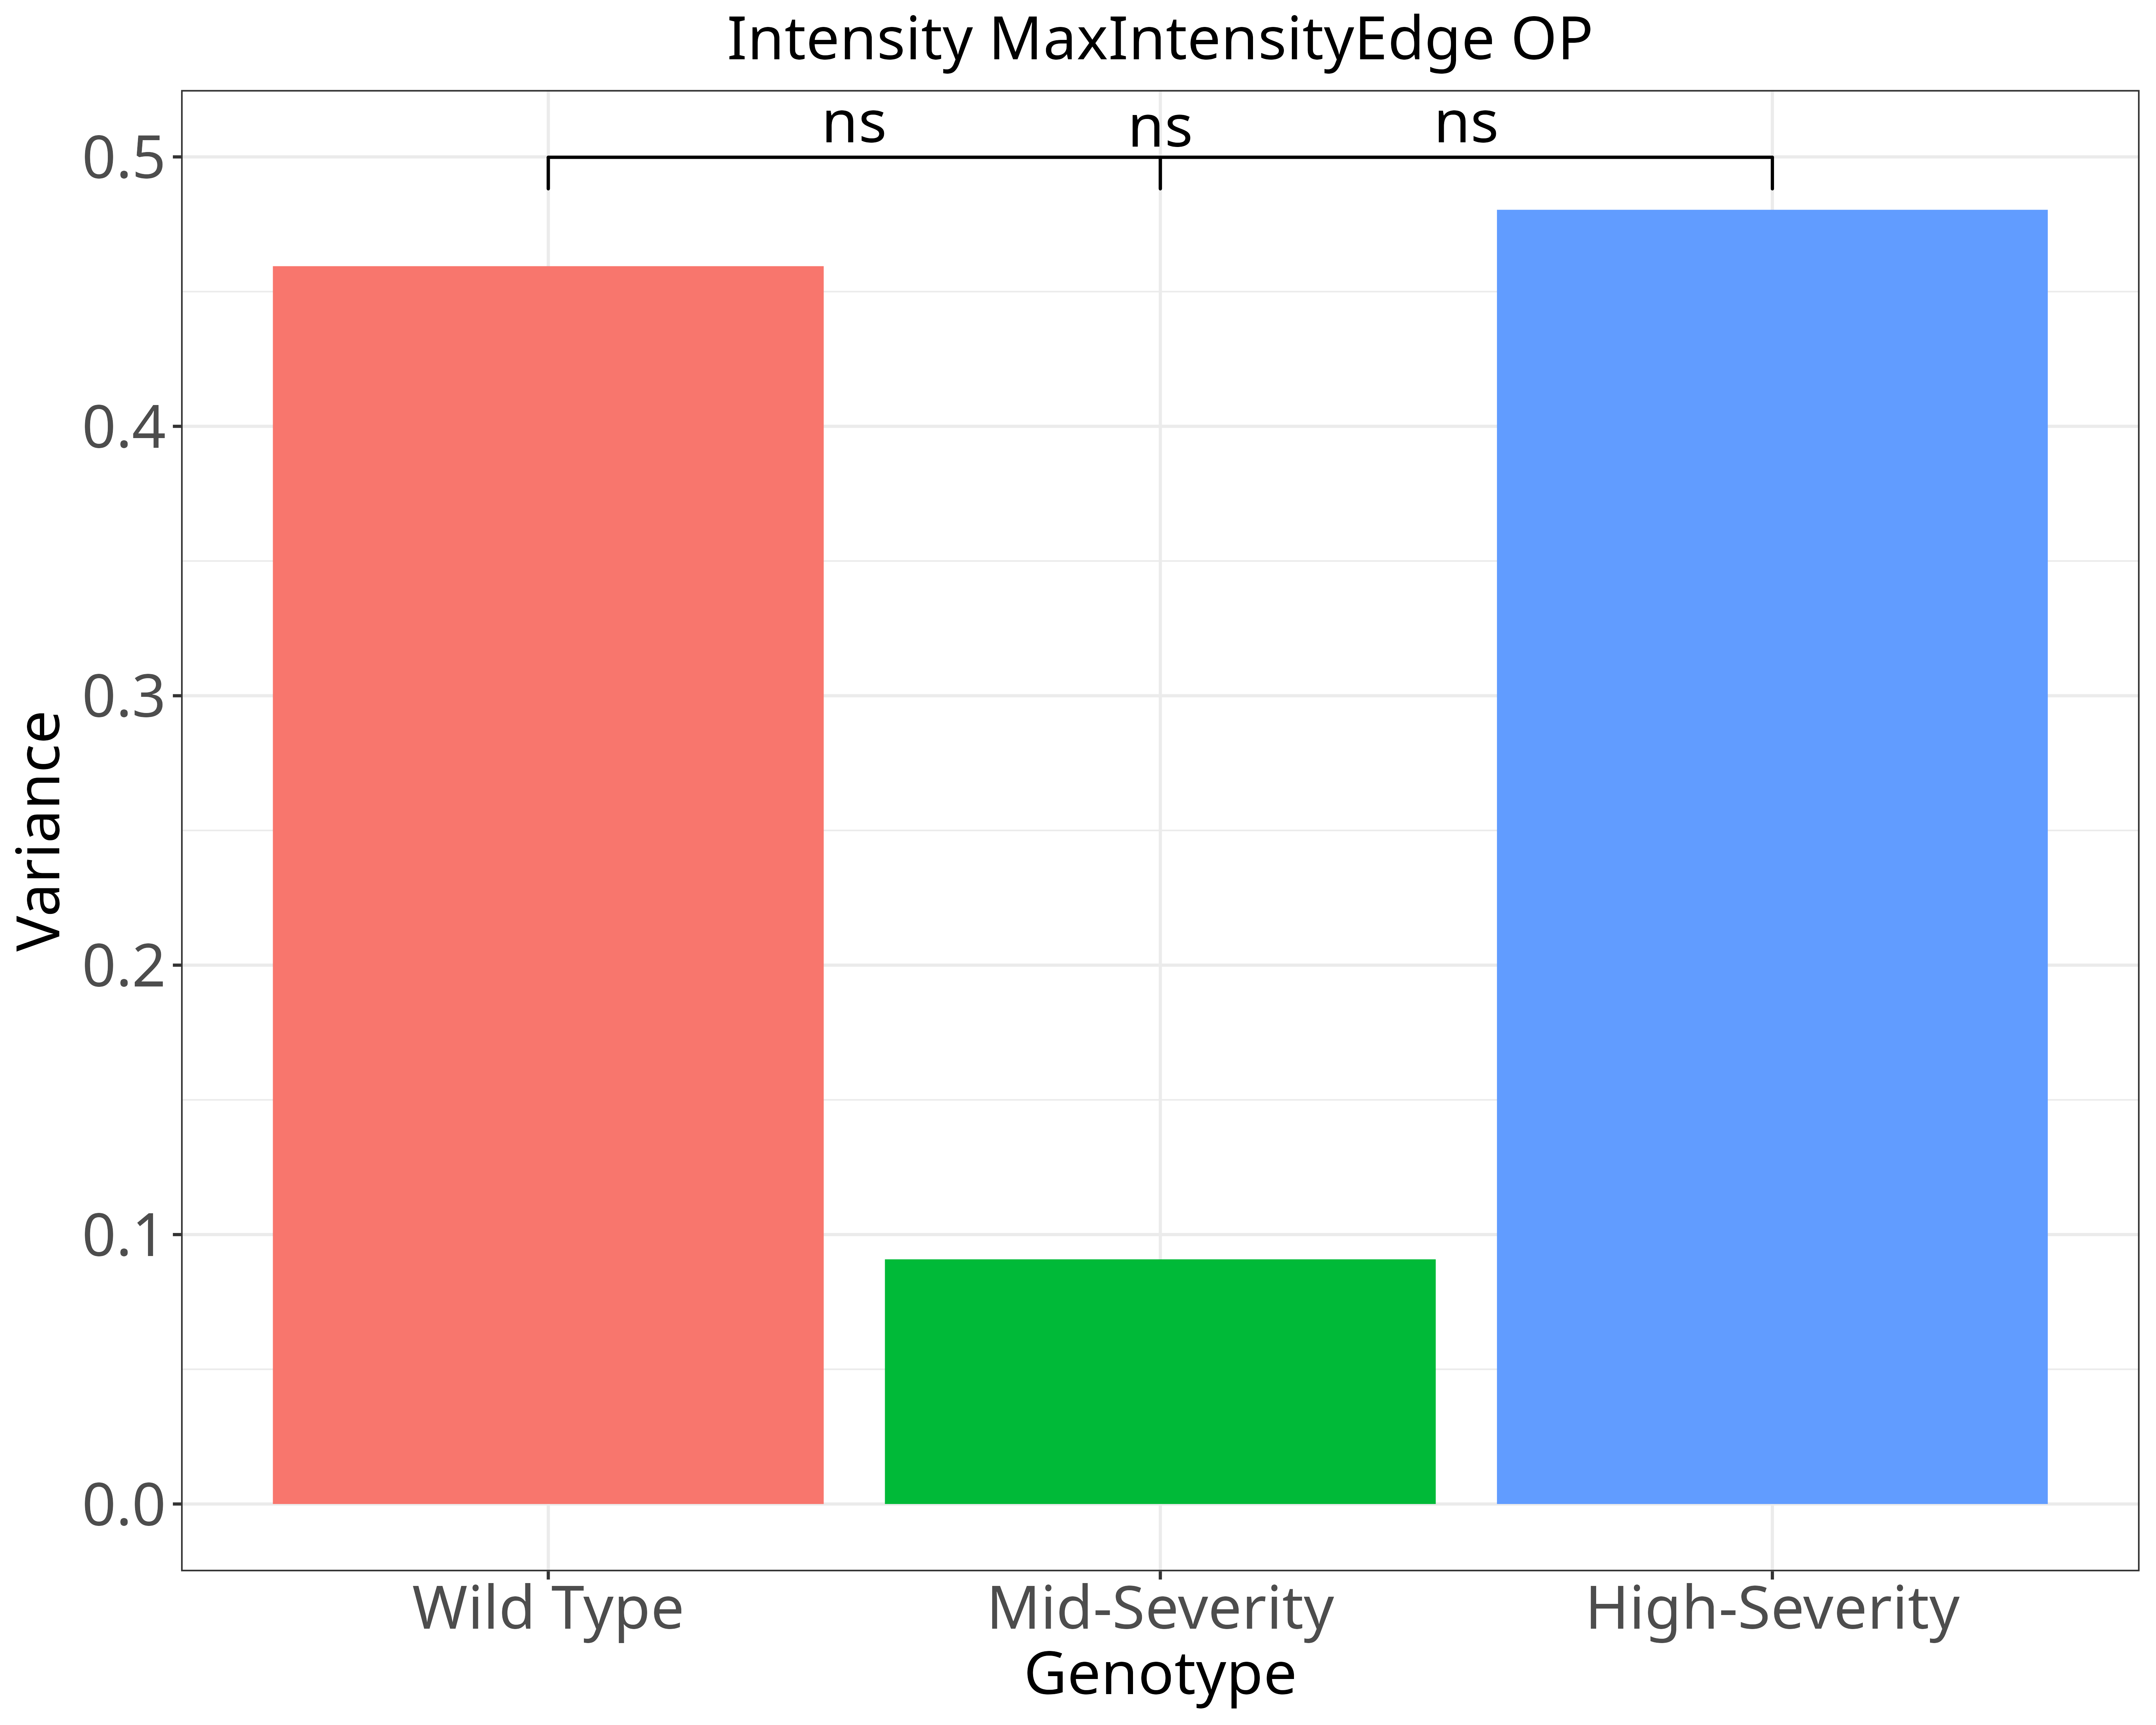 Intensity MaxIntensityEdge OP
ns ns ns
0.5
0.4
0.3
0.2
0.1
0.0
Variance
Wild Type Mid-Severity High-Severity
Genotype